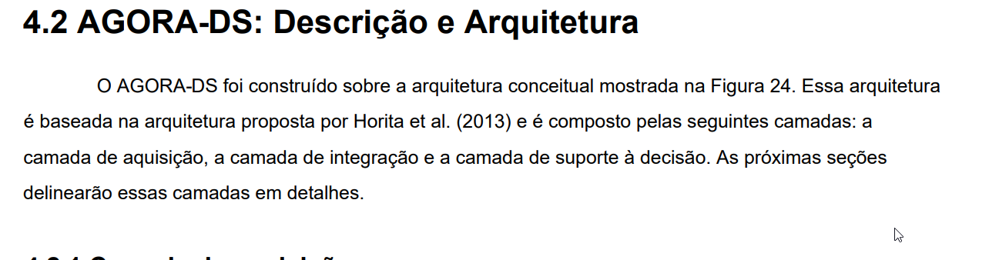 4.2 AGORA-DS: Descrição e Arquitetura
O AGORA-DS foi construído sobre a arquitetura conceitual mostrada na Figura 24. Essa arquitetura
é baseada na arquitetura proposta por Horita et al. (2013) e é composto pelas seguintes camadas: a
camada de aquisição, a camada de integração e a camada de suporte à decisão. As próximas seções
delinearão essas camadas em detalhes.